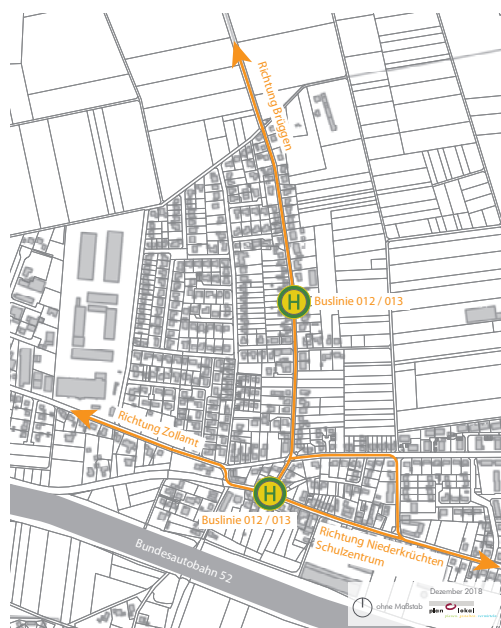 Richtung Brüggen
H
Buslinie 012 / 013
Richtung Zollamt
H
Buslinie 012 / 013
Richtung Niederkrüchten
Schulzentrum
Bundesautobahn 52
Dezember 2018
ohne Maßstab
plan lokal